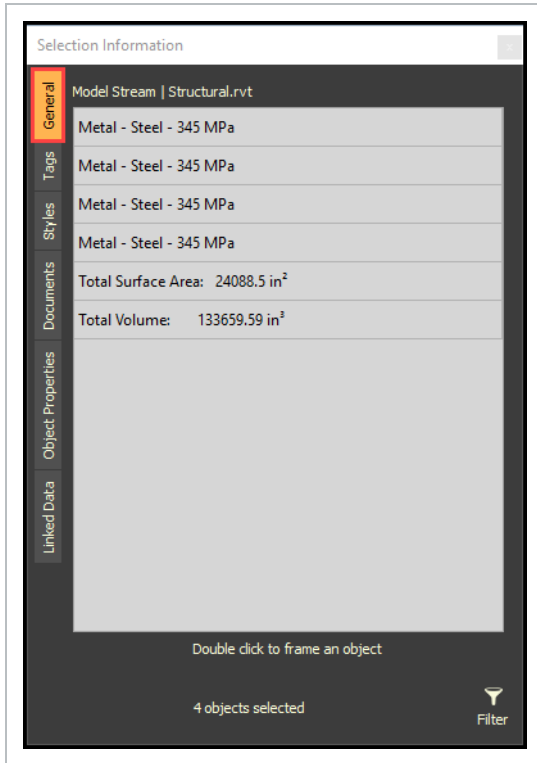 Selection Information
x
General
Tags
Styles
Documents
Object Properties
Linked Data
Model Stream | Structural.rvt
Metal - Steel - 345 MPa
Metal - Steel - 345 MPa
Metal - Steel - 345 MPa
Metal - Steel - 345 MPa
Total Surface Area: 24088.5 in²
Total Volume: 133659.59 in³
Double click to frame an object
4 objects selected
Filter